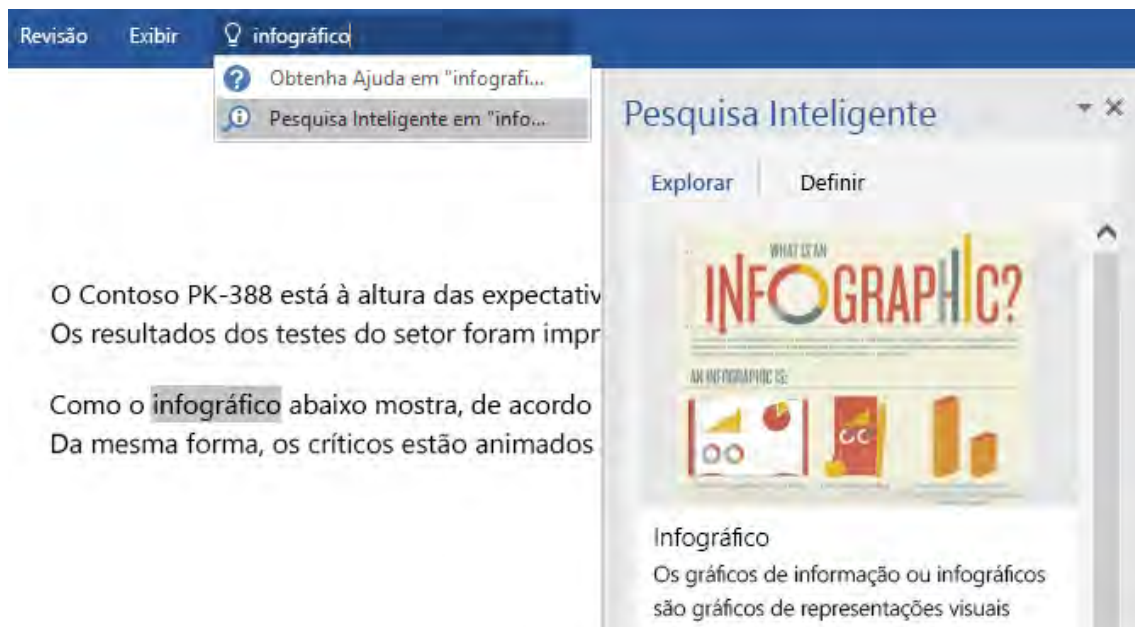 Revisão Exibir infográfico
Obtenha Ajuda em "infografi...
Pesquisa Inteligente em "info...
Pesquisa Inteligente
Explorar Definir
WHAT IS AN
INFOGRAPHIC?
AN INFOGRAPHIC IS:
O Contoso PK-388 está à altura das expectativ
Os resultados dos testes do setor foram impr
Como o infográfico abaixo mostra, de acordo
Da mesma forma, os críticos estão animados
Infográfico
Os gráficos de informação ou infográficos
são gráficos de representações visuais